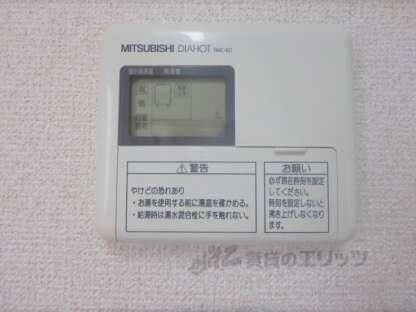 MITSUBISHI DIAHOT
⚠警告
やけどの恐れあり
・お湯を使用する前に湯温を確かめる。
・給湯時は湯水混合栓に手を触れない。
お願い
必ず現在時刻を設定
してください。
時刻を設定しないと
沸き上げしなくなり
ます。
賃貸のエリッツ